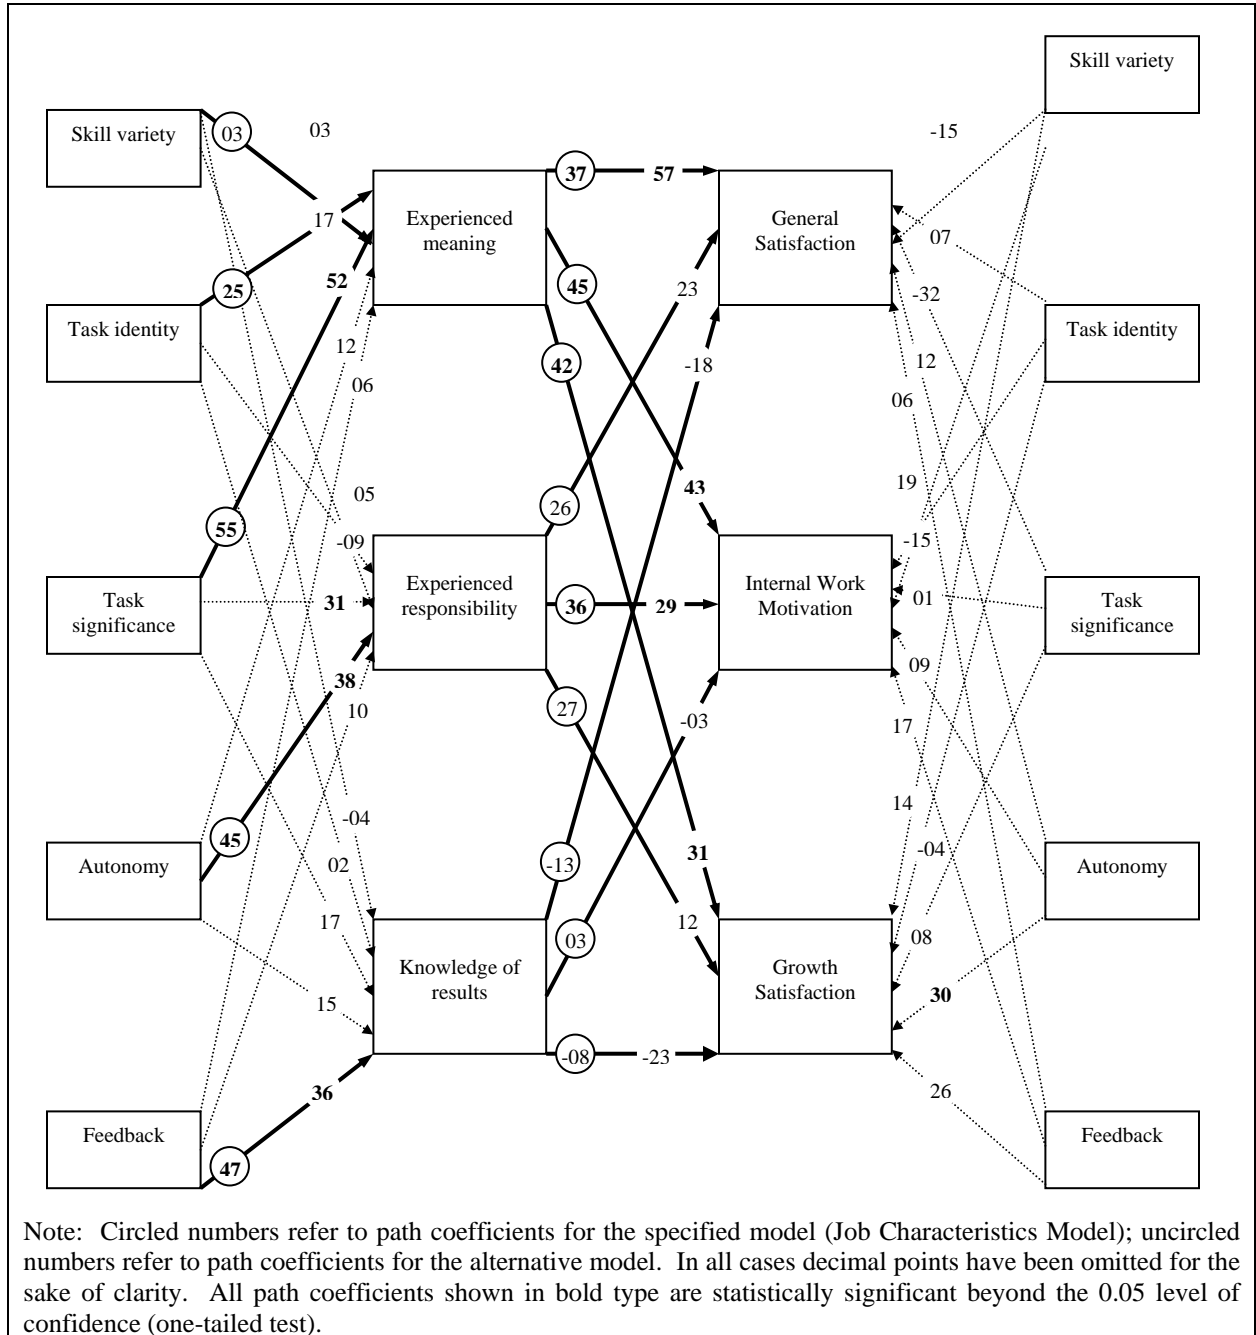 Skill variety
03
03
-15
Skill variety
37
57
17
Experienced
meaning
General
Satisfaction
07
25
52
45
23
-32
Task identity
12
42
-18
12
Task identity
06
06
05
26
43
19
55
-09
-15
Task
significance
31
Experienced
responsibility
36
29
Internal Work
Motivation
01
Task
significance
38
09
10
27
-03
17
-04
14
45
02
-13
31
-04
Autonomy
Autonomy
17
03
12
08
Knowledge of
results
Growth
Satisfaction
15
30
-08
-23
36
26
Feedback
47
Feedback
Note: Circled numbers refer to path coefficients for the specified model (Job Characteristics Model); uncircled
numbers refer to path coefficients for the alternative model. In all cases decimal points have been omitted for the
sake of clarity. All path coefficients shown in bold type are statistically significant beyond the 0.05 level of
confidence (one-tailed test).